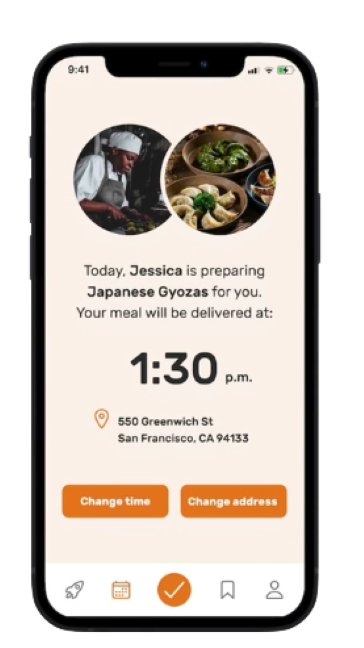 9:41
Today, Jessica is preparing
Japanese Gyozas for you.
Your meal will be delivered at:
1:30 p.m.
550 Greenwich St
San Francisco, CA 94133
Change time
Change address